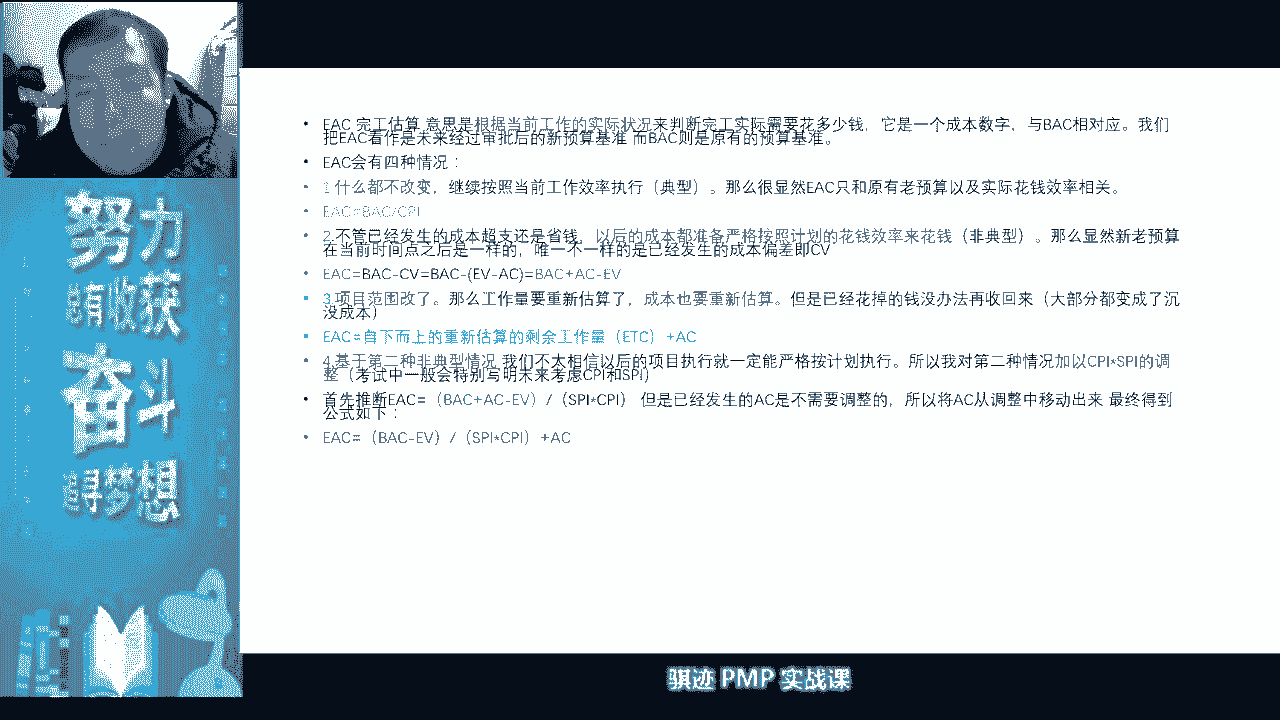 努力
才有收获
奋斗
赢得梦想
EAC 完工估算 意思是根据当前工作的实际状况来判断完工实际需要花多少钱，它是一个成本数字，与BAC相对应。我们
把EAC看作是未来经过审批后的新预算基准 而BAC则是原有的预算基准。
EAC会有四种情况：
1.什么都不改变，继续按照当前工作效率执行（典型）。那么很显然EAC只和原有老预算以及实际花钱效率相关。
EAC=BAC/CPI
2.不管已经发生的成本超支还是省钱，以后的成本都准备严格按照计划的花钱效率来花钱（非典型）。那么显然新老预算
在当前时间点之后是一样的，唯一不一样的是已经发生的成本偏差即CV
EAC=BAC-CV=BAC-(EV-AC)=BAC+AC-EV
3.项目范围改了。那么工作量要重新估算了，成本也要重新估算。但是已经花掉的钱没办法再收回来（大部分都变成了沉
没成本）
EAC=自下而上的重新估算的剩余工作量（ETC）+AC
4.基于第二种非典型情况 我们不太相信以后的项目执行就一定能严格按计划执行。所以我对第二种情况加以CPI*SPI的调
整（考试中一般会特别写明未来考虑CPI和SPI）
首先推断EAC=（BAC+AC-EV）/（SPI*CPI） 但是已经发生的AC是不需要调整的，所以将AC从调整中移动出来 最终得到
公式如下：
EAC=（BAC-EV）/（SPI*CPI）+AC
骐迹 PMP 实战课